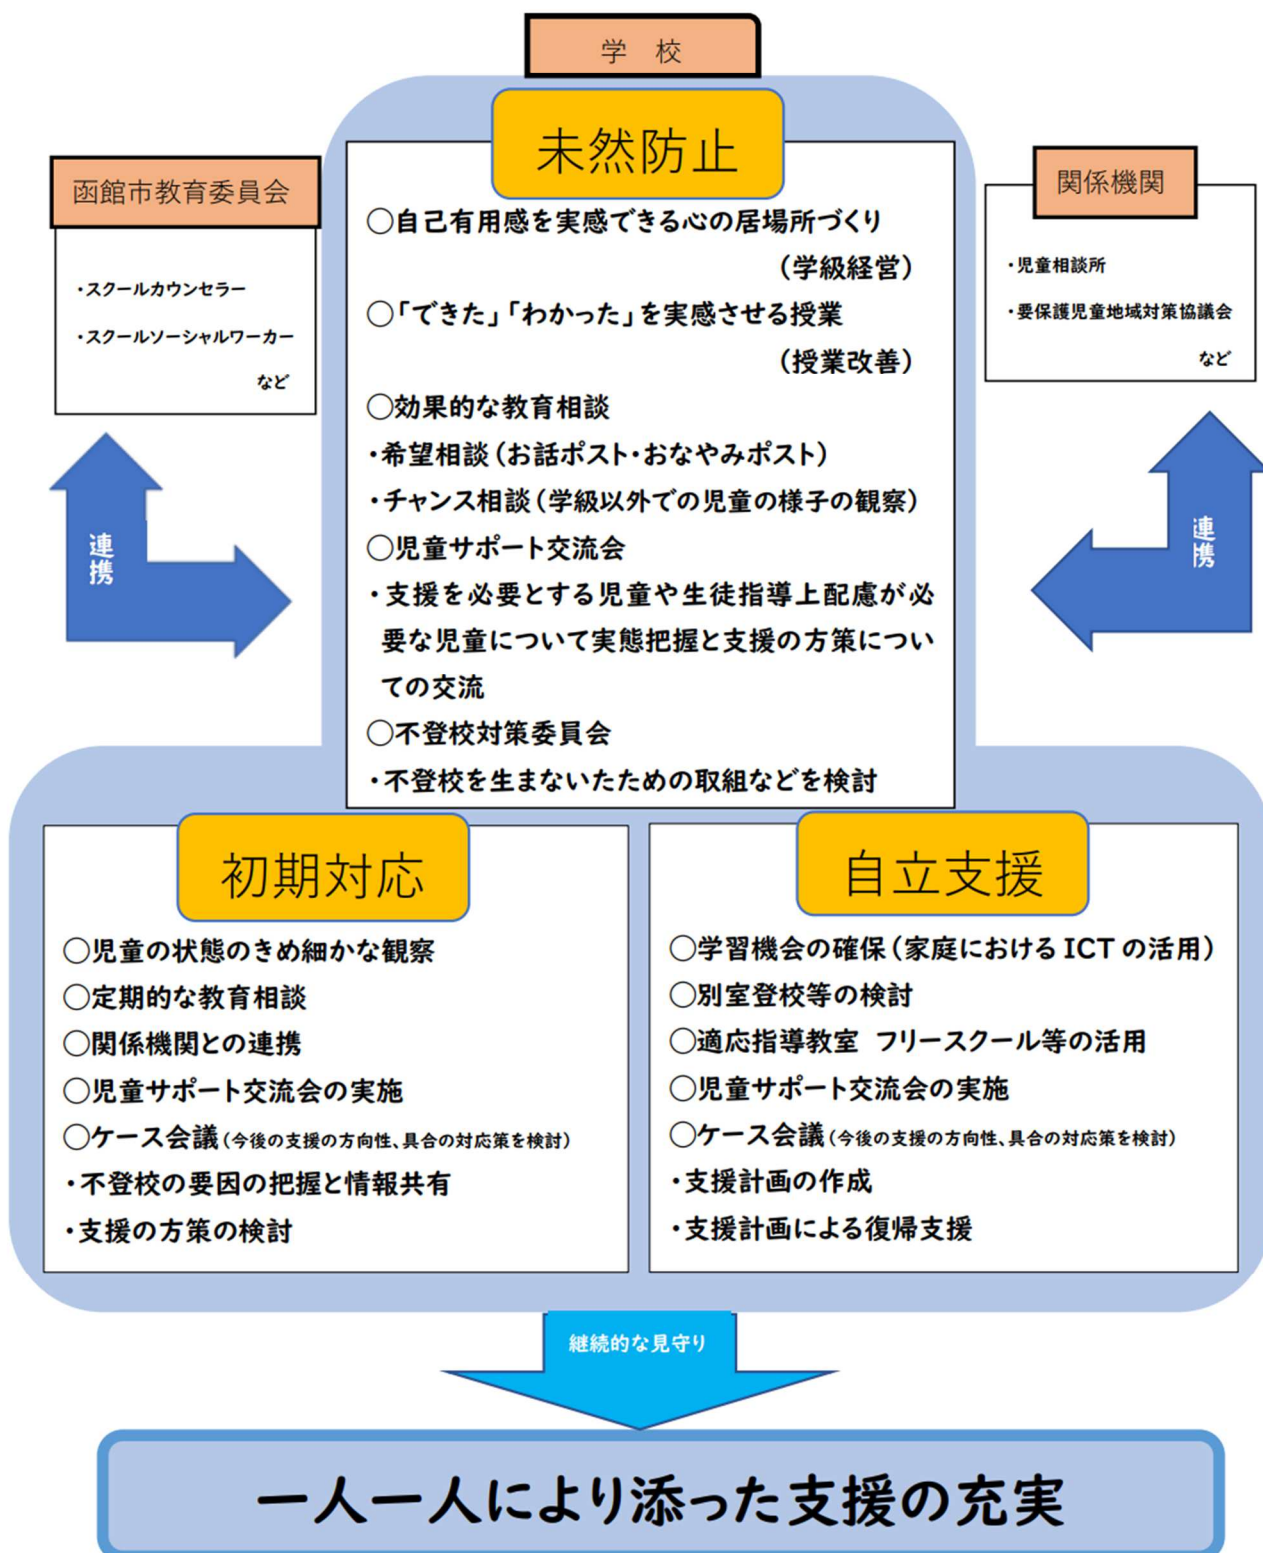 学　校
未然防止
○自己有用感を実感できる心の居場所づくり
（学級経営）
○「できた」「わかった」を実感させる授業
（授業改善）
○効果的な教育相談
・希望相談（お話ポスト・おなやみポスト）
・チャンス相談（学級以外での児童の様子の観察）
○児童サポート交流会
・支援を必要とする児童や生徒指導上配慮が必
要な児童について実態把握と支援の方策につい
ての交流
○不登校対策委員会
・不登校を生まないたための取組などを検討
函館市教育委員会
・スクールカウンセラー
・スクールソーシャルワーカー
など
連携
関係機関
・児童相談所
・要保護児童地域対策協議会
など
連携
初期対応
○児童の状態のきめ細かな観察
○定期的な教育相談
○関係機関との連携
○児童サポート交流会の実施
○ケース会議（今後の支援の方向性、具合の対応策を検討）
・不登校の要因の把握と情報共有
・支援の方策の検討
自立支援
○学習機会の確保（家庭における ICT の活用）
○別室登校等の検討
○適応指導教室 フリースクール等の活用
○児童サポート交流会の実施
○ケース会議（今後の支援の方向性、具合の対応策を検討）
・支援計画の作成
・支援計画による復帰支援
継続的な見守り
一人一人により添った支援の充実